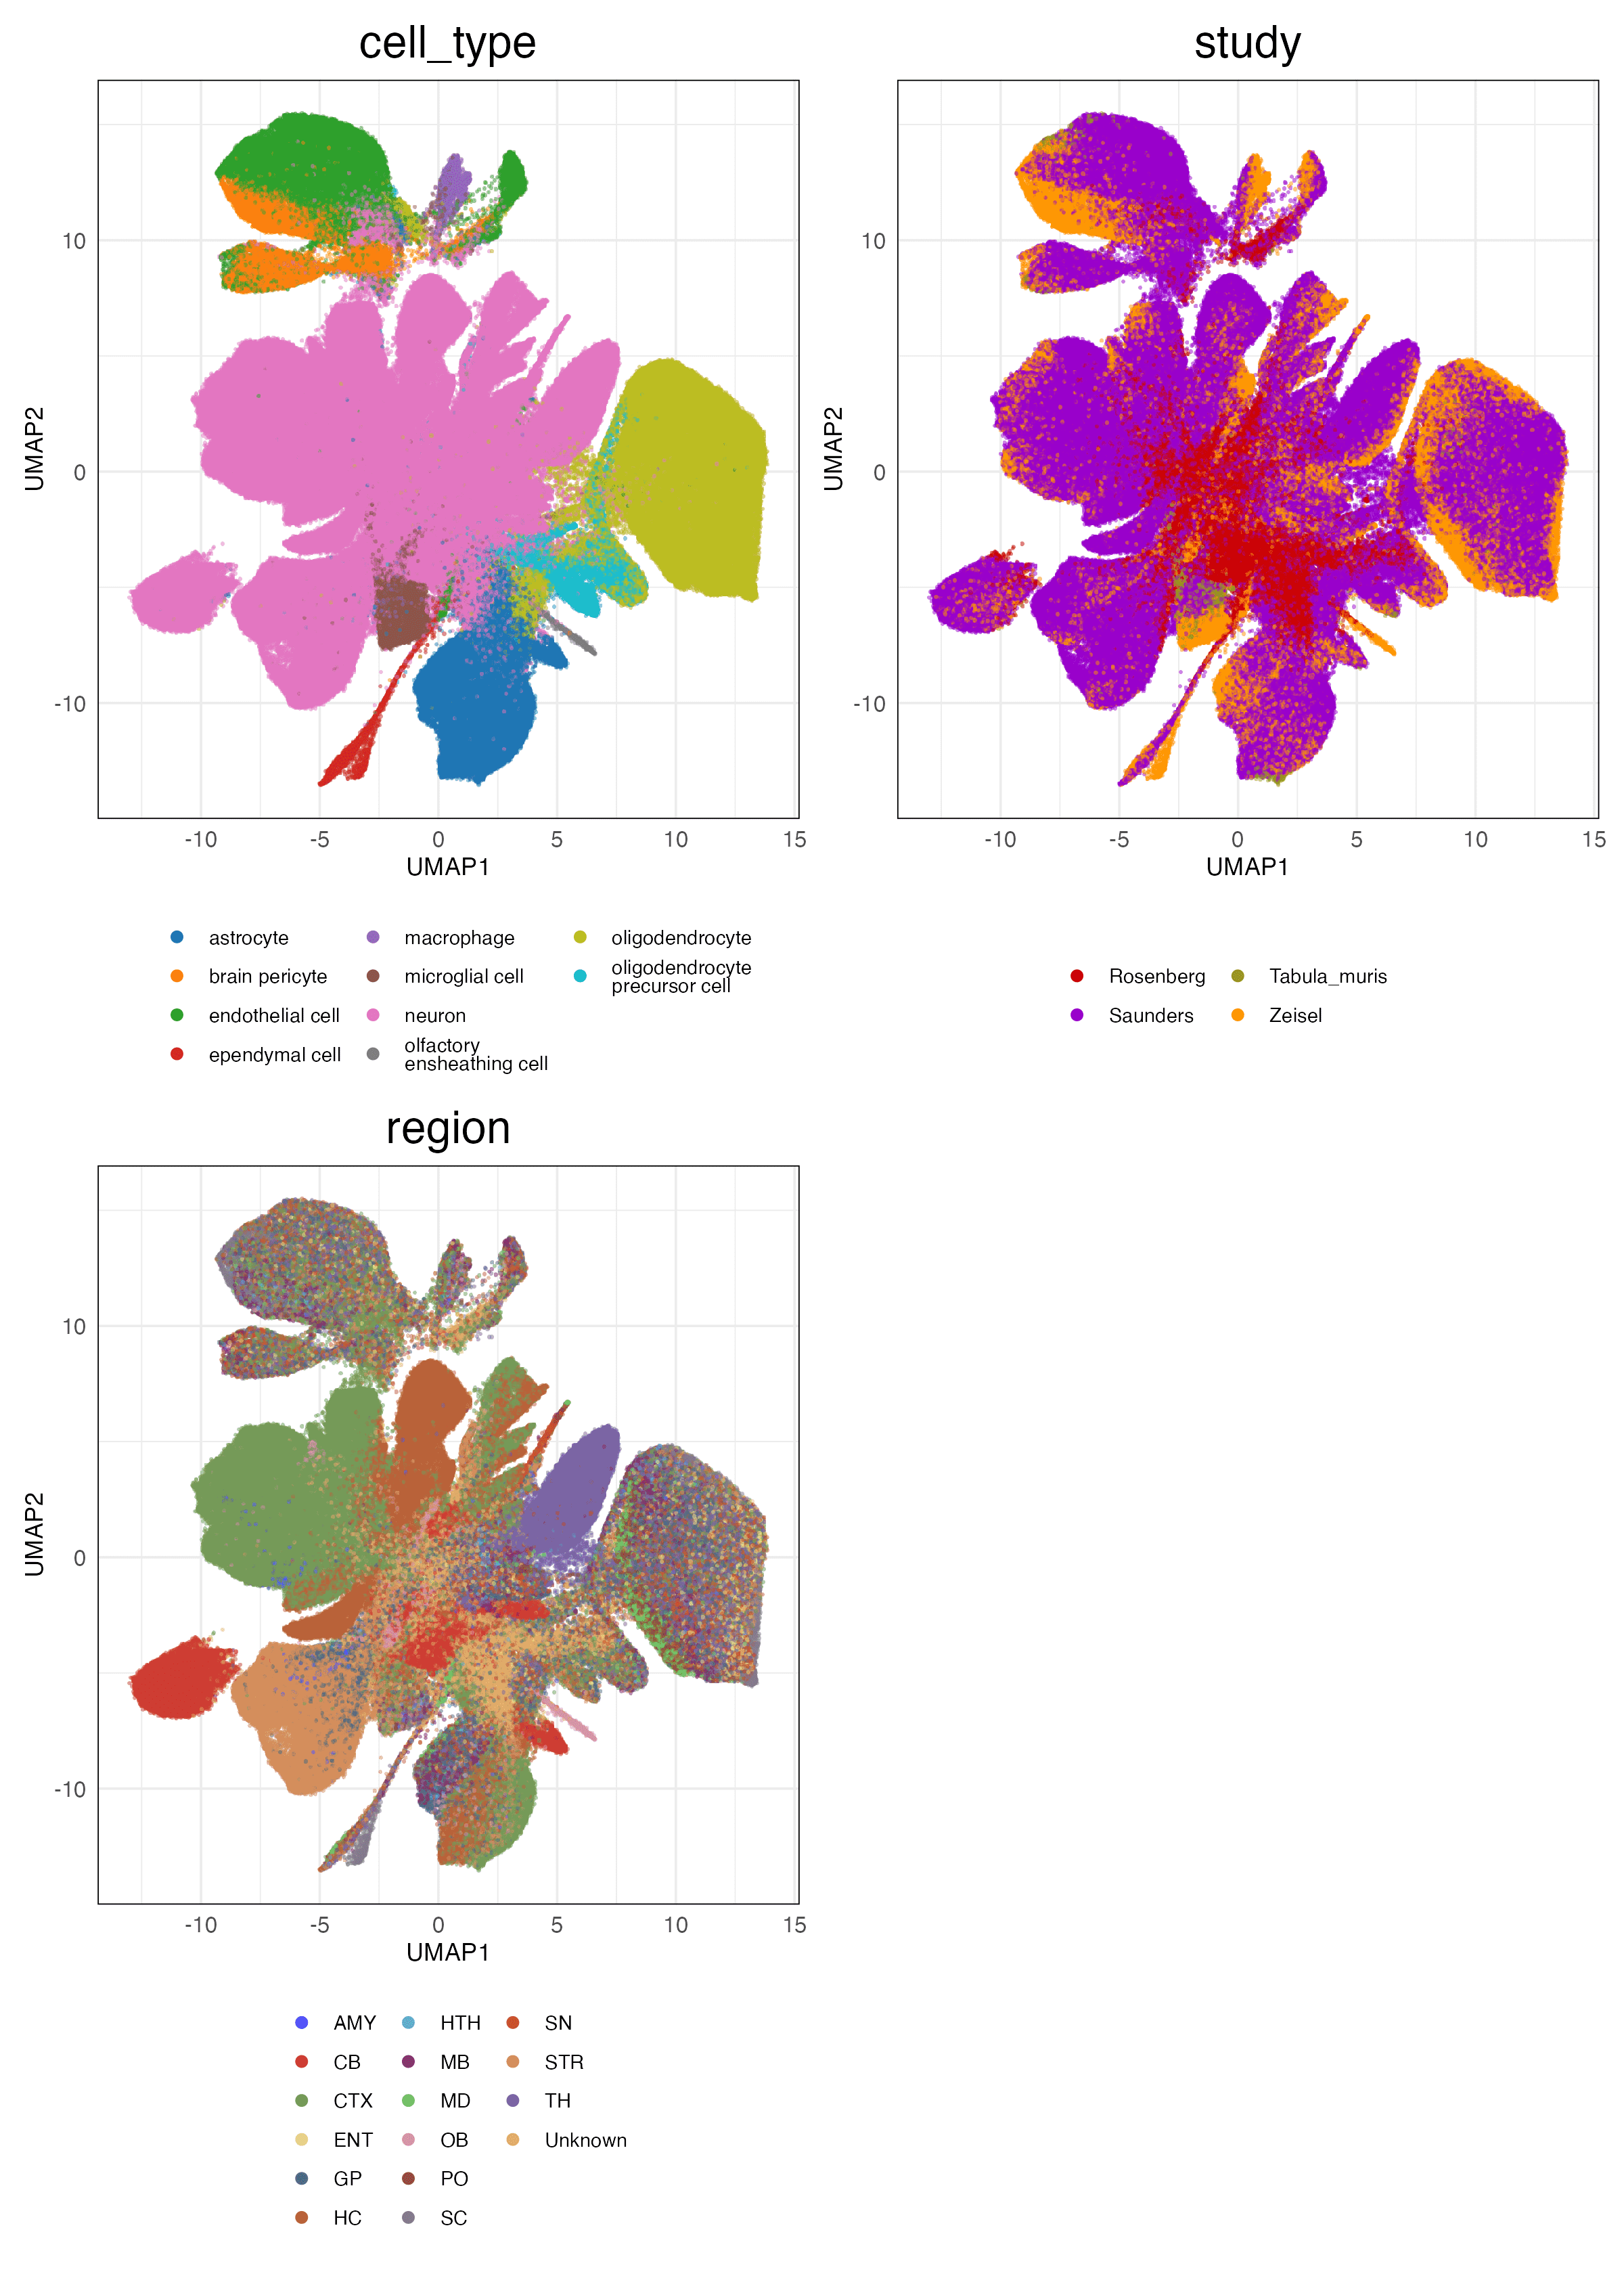 cell_type
study
10
0
-10
UMAP2
-10 -5 0 5 10 15
UMAP1
10
0
-10
UMAP2
-10 -5 0 5 10 15
UMAP1
astrocyte
brain pericyte
endothelial cell
ependymal cell
macrophage
microglial cell
neuron
olfactory
ensheathing cell
oligodendrocyte
oligodendrocyte
precursor cell
Rosenberg
Saunders
Tabula_muris
Zeisel
region
10
0
-10
UMAP2
-10 -5 0 5 10 15
UMAP1
AMY
CB
CTX
ENT
GP
HC
HTH
MB
MD
OB
PO
SC
SN
STR
TH
Unknown